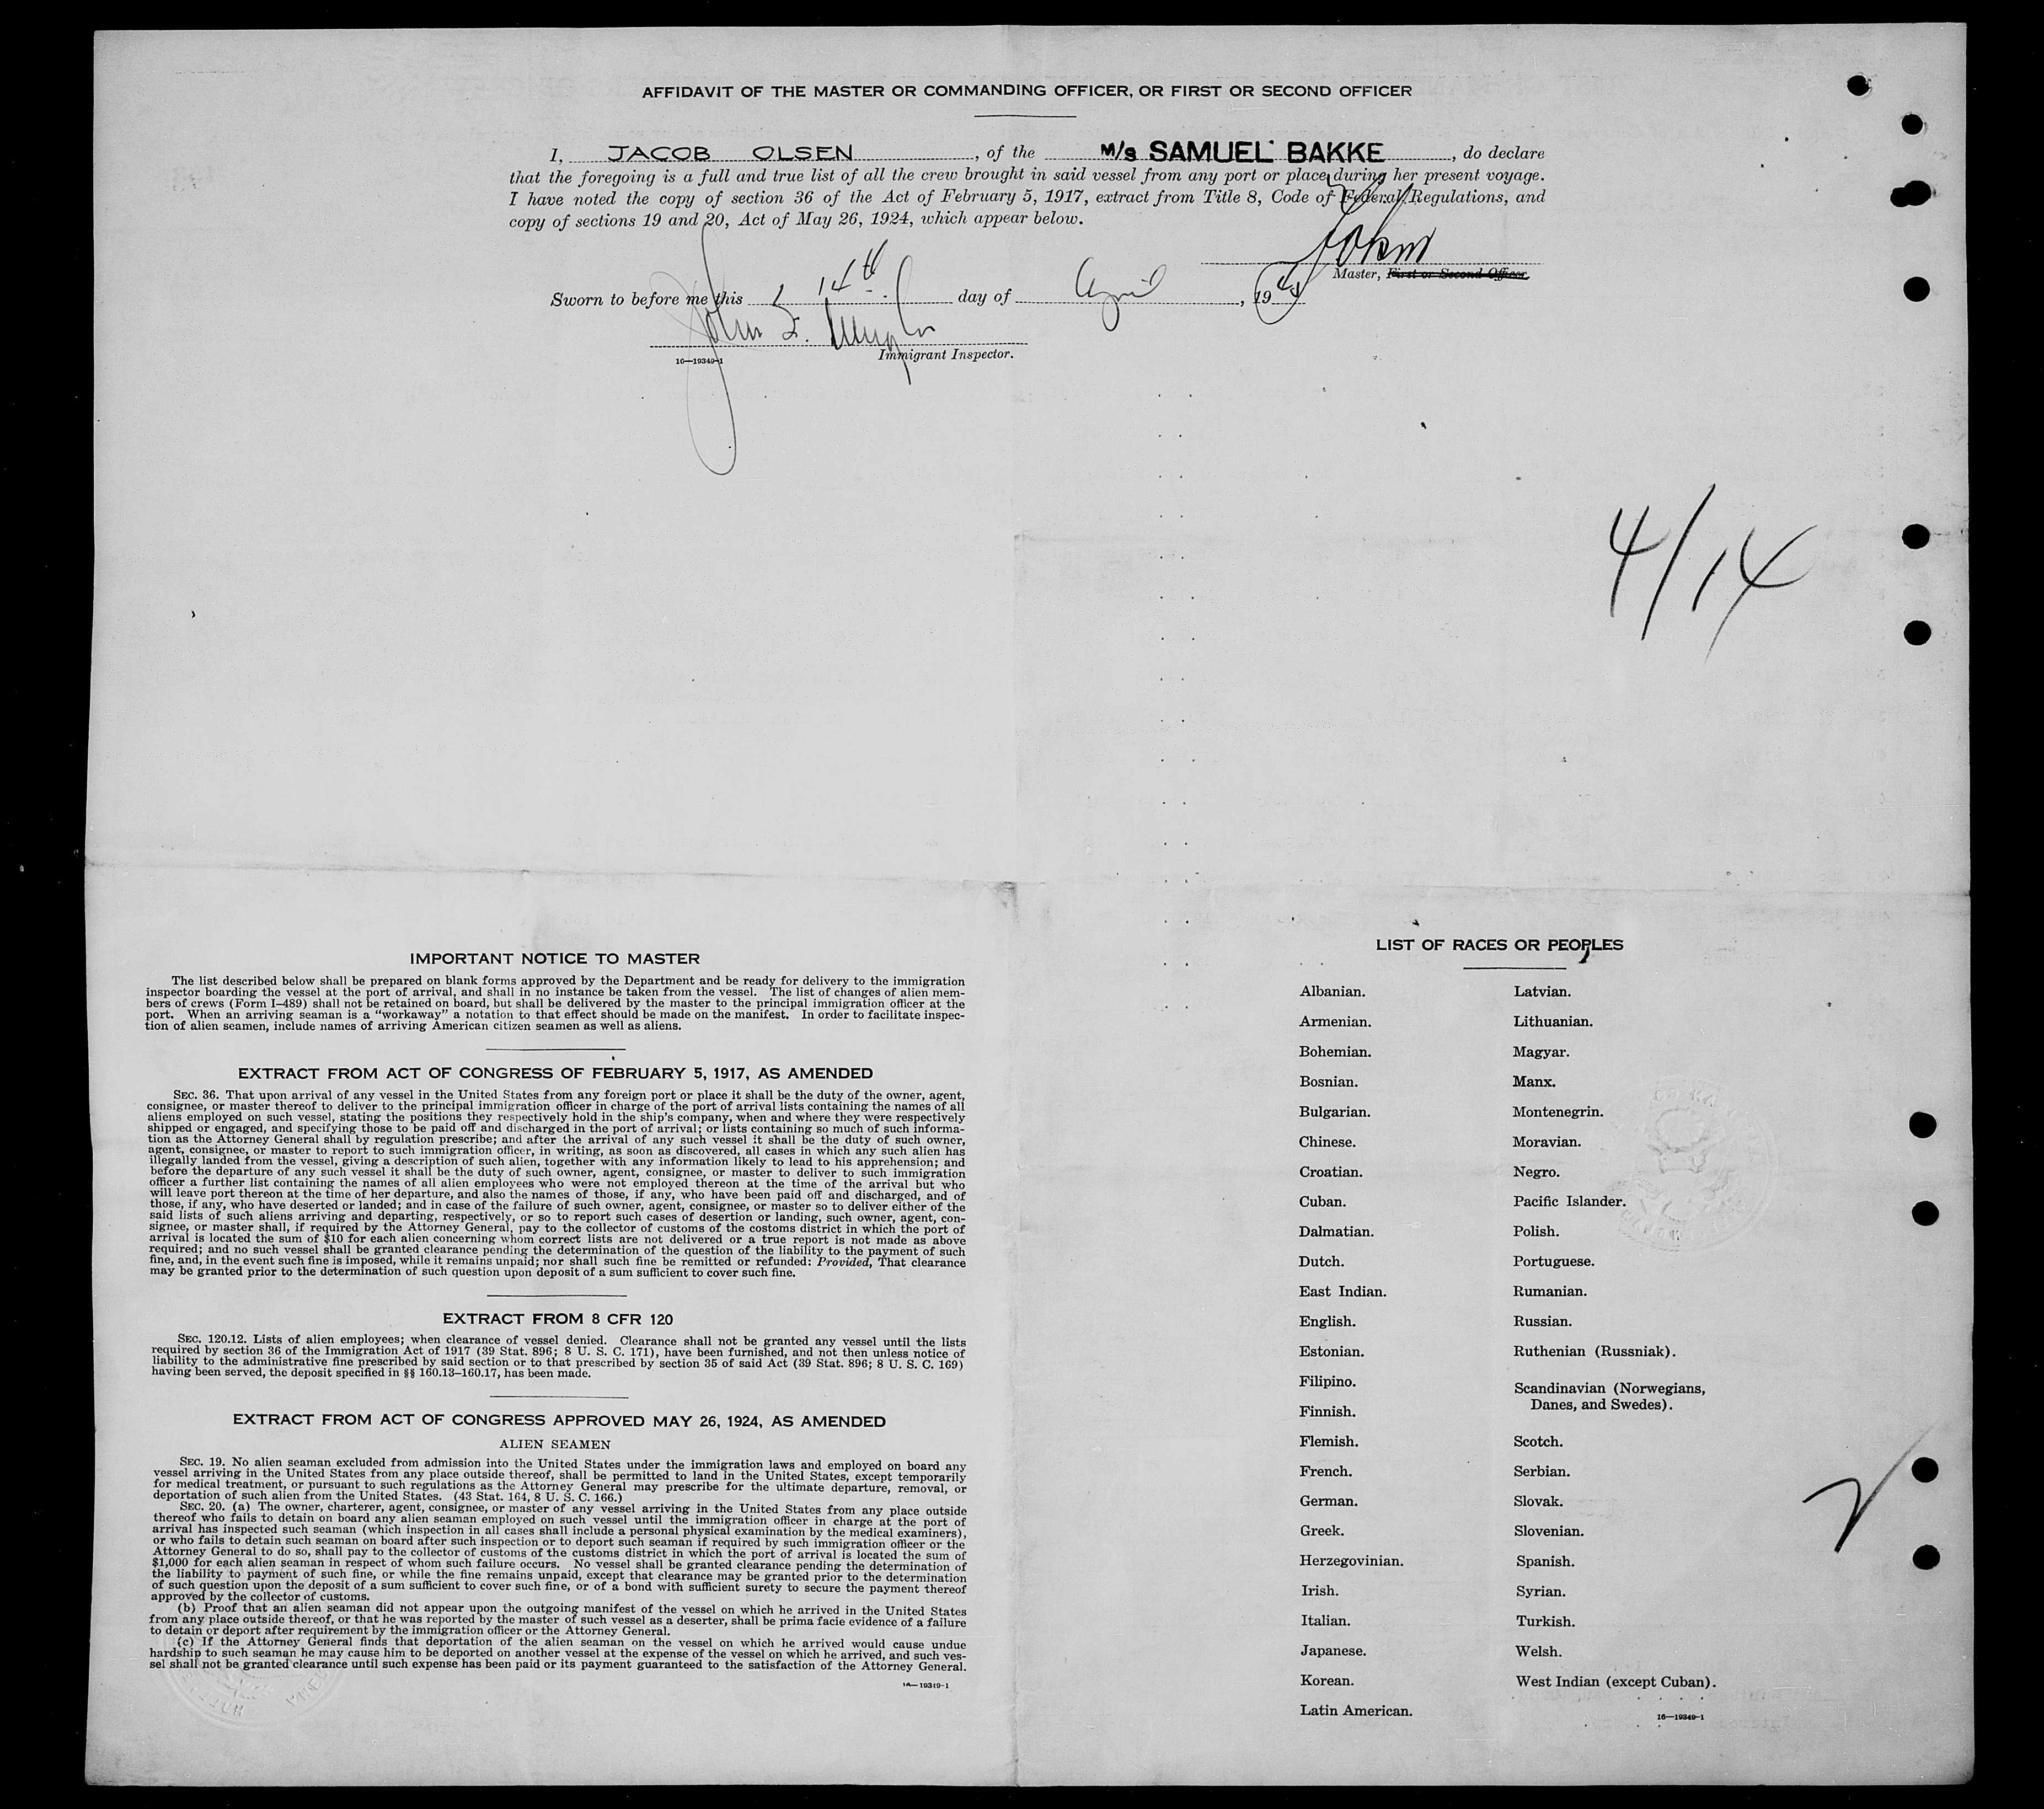 AFFIDAVIT OF THE MASTER OR COMMANDING OFFICER, OR FIRST OR SECOND OFFICER
I, JACOB OLSEN, of the M/s SAMUEL BAKKE, do declare
that the foregoing is a full and true list of all the crew brought in said vessel from any port or place during her present voyage.
I have noted the copy of section 36 of the Act of February 5, 1917, extract from Title 8, Code of Federal Regulations, and
copy of sections 19 and 20, Act of May 26, 1924, which appear below.
Master, First or Second Officer.
Sworn to before me this 14th day of April, 19
John
16—19349-1
Immigrant Inspector.
4/14
IMPORTANT NOTICE TO MASTER
The list described below shall be prepared on blank forms approved by the Department and be ready for delivery to the immigration
inspector boarding the vessel at the port of arrival, and shall in no instance be taken from the vessel. The list of changes of alien mem-
bers of crews (Form I-489) shall not be retained on board, but shall be delivered by the master to the principal immigration officer at the
port. When an arriving seaman is a "workaway" a notation to that effect should be made on the manifest. In order to facilitate inspec-
tion of alien seamen, include names of arriving American citizen seamen as well as aliens.
EXTRACT FROM ACT OF CONGRESS OF FEBRUARY 5, 1917, AS AMENDED
SEC. 36. That upon arrival of any vessel in the United States from any foreign port or place it shall be the duty of the owner, agent,
consignee, or master thereof to deliver to the principal immigration officer in charge of the port of arrival lists containing the names of all
aliens employed on such vessel, stating the positions they respectively hold in the ship's company, when and where they were respectively
shipped or engaged, and specifying those to be paid off and discharged in the port of arrival; or lists containing so much of such informa-
tion as the Attorney General shall by regulation prescribe; and after the arrival of any such vessel it shall be the duty of such owner,
agent, consignee, or master to report to such immigration officer, in writing, as soon as discovered, all cases in which any such alien has
illegally landed from the vessel, giving a description of such alien, together with any information likely to lead to his apprehension; and
before the departure of any such vessel it shall be the duty of such owner, agent, consignee, or master to deliver to such immigration
officer a further list containing the names of all alien employees who were not employed thereon at the time of the arrival but who
will leave port thereon at the time of her departure, and also the names of those, if any, who have been paid off and discharged, and of
those, if any, who have deserted or landed; and in case of the failure of such owner, agent, consignee, or master so to deliver either of the
said lists of such aliens arriving and departing, respectively, or so to report such cases of desertion or landing, such owner, agent, con-
signee, or master shall, if required by the Attorney General, pay to the collector of customs of the costoms district in which the port of
arrival is located the sum of $10 for each alien concerning whom correct lists are not delivered or a true report is not made as above
required; and no such vessel shall be granted clearance pending the determination of the question of the liability to the payment of such
fine, and, in the event such fine is imposed, while it remains unpaid; nor shall such fine be remitted or refunded: Provided, That clearance
may be granted prior to the determination of such question upon deposit of a sum sufficient to cover such fine.
EXTRACT FROM 8 CFR 120
SEC. 120.12. Lists of alien employees; when clearance of vessel denied. Clearance shall not be granted any vessel until the lists
required by section 36 of the Immigration Act of 1917 (39 Stat. 896; 8 U. S. C. 171), have been furnished, and not then unless notice of
liability to the administrative fine prescribed by said section or to that prescribed by section 35 of said Act (39 Stat. 896; 8 U. S. C. 169)
having been served, the deposit specified in §§ 160.13–160.17, has been made.
EXTRACT FROM ACT OF CONGRESS APPROVED MAY 26, 1924, AS AMENDED
ALIEN SEAMEN
SEC. 19. No alien seaman excluded from admission into the United States under the immigration laws and employed on board any
vessel arriving in the United States from any place outside thereof, shall be permitted to land in the United States, except temporarily
for medical treatment, or pursuant to such regulations as the Attorney General may prescribe for the ultimate departure, removal, or
deportation of such alien from the United States. (43 Stat. 164, 8 U. S. C. 166.)
SEC. 20. (a) The owner, charterer, agent, consignee, or master of any vessel arriving in the United States from any place outside
thereof who fails to detain on board any alien seaman employed on such vessel until the immigration officer in charge at the port of
arrival has inspected such seaman (which inspection in all cases shall include a personal physical examination by the medical examiners),
or who fails to detain such seaman on board after such inspection or to deport such seaman if required by such immigration officer or the
Attorney General to do so, shall pay to the collector of customs of the customs district in which the port of arrival is located the sum of
$1,000 for each alien seaman in respect of whom such failure occurs. No vessel shall be granted clearance pending the determination of
the liability to payment of such fine, or while the fine remains unpaid, except that clearance may be granted prior to the determination
of such question upon the deposit of a sum sufficient to cover such fine, or of a bond with sufficient surety to secure the payment thereof
approved by the collector of customs.
(b) Proof that an alien seaman did not appear upon the outgoing manifest of the vessel on which he arrived in the United States
from any place outside thereof, or that he was reported by the master of such vessel as a deserter, shall be prima facie evidence of a failure
to detain or deport after requirement by the immigration officer or the Attorney General.
(c) If the Attorney General finds that deportation of the alien seaman on the vessel on which he arrived would cause undue
hardship to such seaman he may cause him to be deported on another vessel at the expense of the vessel on which he arrived, and such ves-
sel shall not be granted clearance until such expense has been paid or its payment guaranteed to the satisfaction of the Attorney General.
16—19349-1
LIST OF RACES OR PEOPLES
Albanian.
Armenian.
Bohemian.
Bosnian.
Bulgarian.
Chinese.
Croatian.
Cuban.
Dalmatian.
Dutch.
East Indian.
English.
Estonian.
Filipino.
Finnish.
Flemish.
French.
German.
Greek.
Herzegovinian.
Irish.
Italian.
Japanese.
Korean.
Latin American.
Latvian.
Lithuanian.
Magyar.
Manx.
Montenegrin.
Moravian.
Negro.
Pacific Islander.
Polish.
Portuguese.
Rumanian.
Russian.
Ruthenian (Russniak).
Scandinavian (Norwegians,
Danes, and Swedes).
Scotch.
Serbian.
Slovak.
Slovenian.
Spanish.
Syrian.
Turkish.
Welsh.
West Indian (except Cuban).
16—19349-1